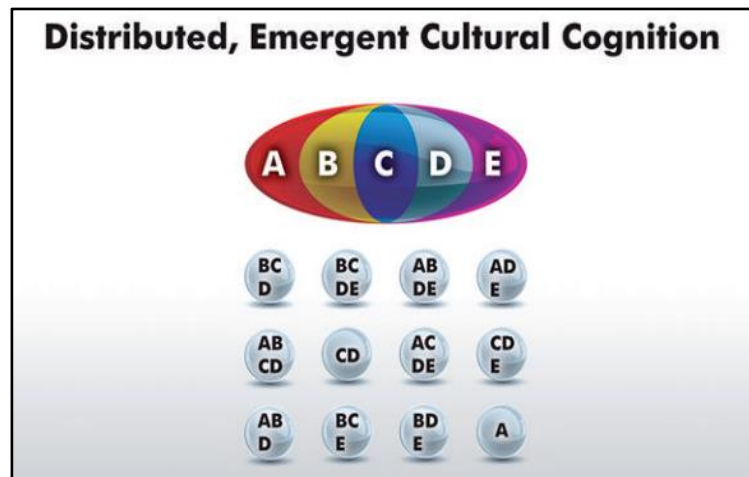 Distributed, Emergent Cultural Cognition
A B C D E
BC
D
BC
DE
AB
DE
AD
E
AB
CD
CD
AC
DE
CD
E
AB
D
BC
E
BD
E
A